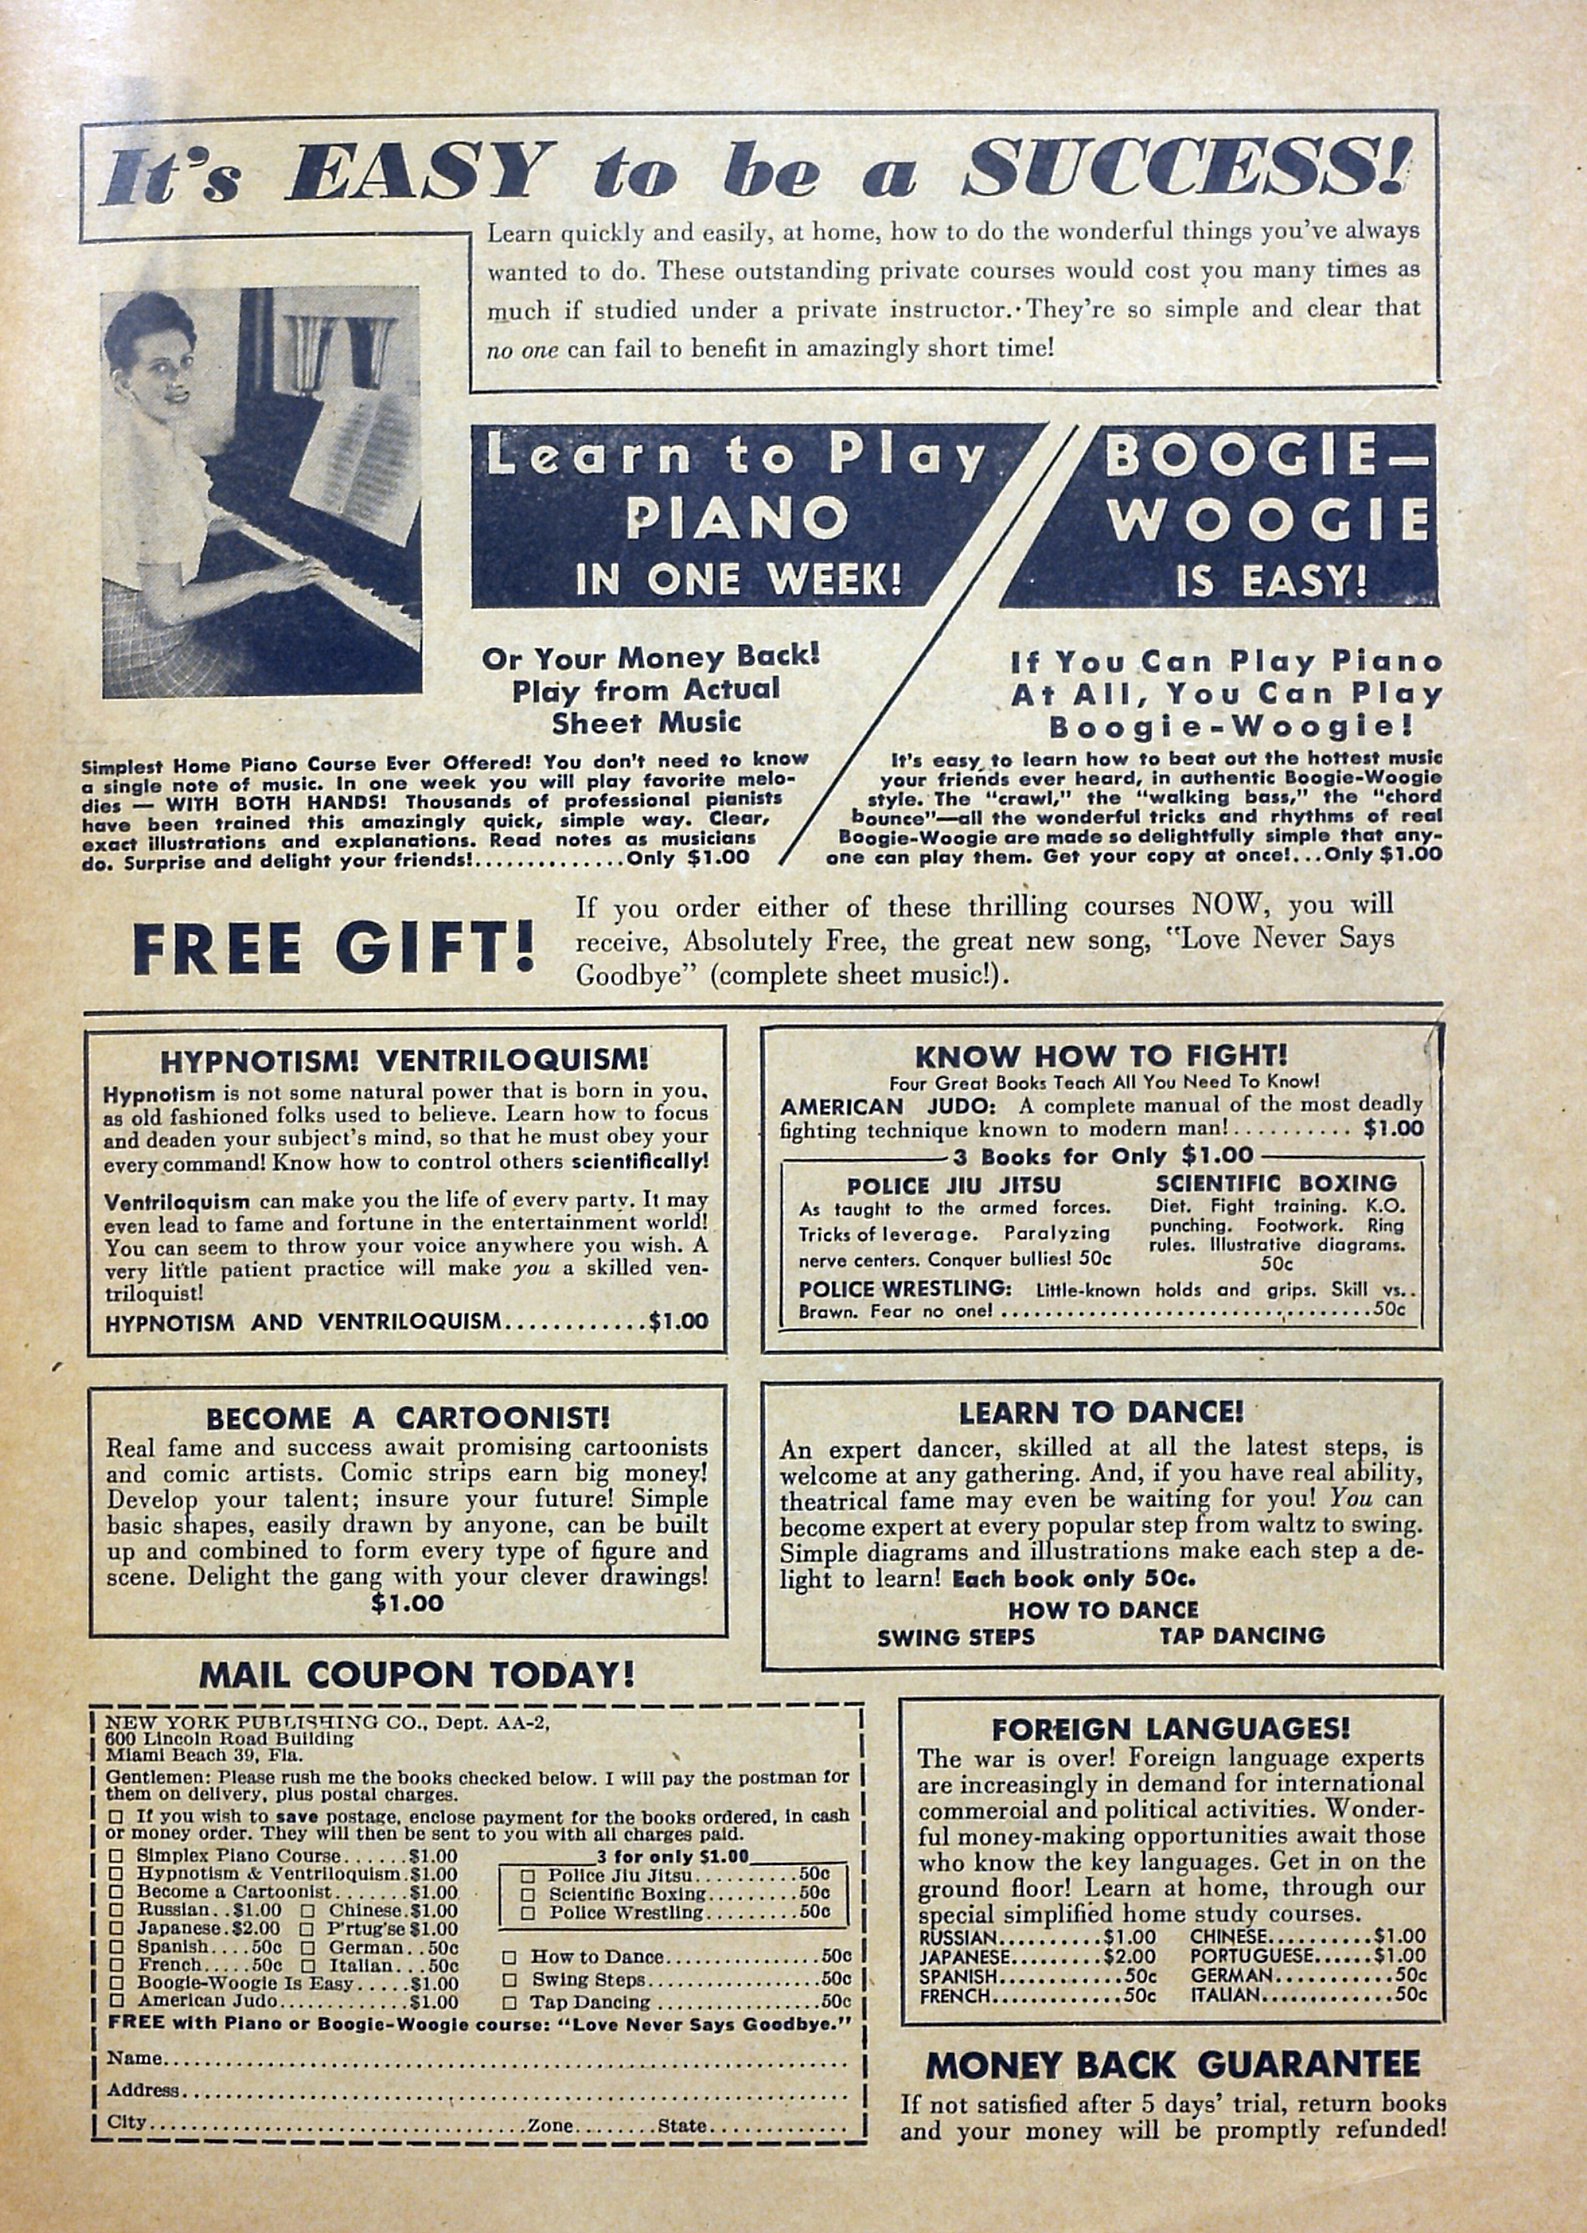 It's EASY to be a SUCCESS!
Learn quickly and easily, at home, how to do the wonderful things you've always
wanted to do. These outstanding private courses would cost you many times as
much if studied under a private instructor. They're so simple and clear that
no one can fail to benefit in amazingly short time!
Learn to Play
PIANO
IN ONE WEEK!
Or Your Money Back!
Play from Actual
Sheet Music
Simplest Home Piano Course Ever Offered! You don't need to know
a single note of music. In one week you will play favorite melo-
dies — WITH BOTH HANDS! Thousands of professional pianists
have been trained this amazingly quick, simple way. Clear,
exact illustrations and explanations. Read notes as musicians
do. Surprise and delight your friends!..............Only $1.00
BOOGIE—
WOOGIE
IS EASY!
If You Can Play Piano
At All, You Can Play
Boogie-Woogie!
It's easy to learn how to beat out the hottest music
your friends ever heard, in authentic Boogie-Woogie
style. The "crawl," the "walking bass," the "chord
bounce"—all the wonderful tricks and rhythms of real
Boogie-Woogie are made so delightfully simple that any-
one can play them. Get your copy at once!...Only $1.00
FREE GIFT!
If you order either of these thrilling courses NOW, you will
receive, Absolutely Free, the great new song, "Love Never Says
Goodbye" (complete sheet music!).
HYPNOTISM! VENTRILOQUISM!
Hypnotism is not some natural power that is born in you,
as old fashioned folks used to believe. Learn how to focus
and deaden your subject's mind, so that he must obey your
every command! Know how to control others scientifically!
Ventriloquism can make you the life of every party. It may
even lead to fame and fortune in the entertainment world!
You can seem to throw your voice anywhere you wish. A
very little patient practice will make you a skilled ven-
triloquist!
HYPNOTISM AND VENTRILOQUISM............$1.00
KNOW HOW TO FIGHT!
Four Great Books Teach All You Need To Know!
AMERICAN JUDO: A complete manual of the most deadly
fighting technique known to modern man!.......... $1.00
3 Books for Only $1.00
POLICE JIU JITSU
As taught to the armed forces.
Tricks of leverage. Paralyzing
nerve centers. Conquer bullies! 50c
SCIENTIFIC BOXING
Diet. Fight training. K.O.
punching. Footwork. Ring
rules. Illustrative diagrams.
50c
POLICE WRESTLING: Little-known holds and grips. Skill vs.
Brawn. Fear no one! ..................................50c
BECOME A CARTOONIST!
Real fame and success await promising cartoonists
and comic artists. Comic strips earn big money!
Develop your talent; insure your future! Simple
basic shapes, easily drawn by anyone, can be built
up and combined to form every type of figure and
scene. Delight the gang with your clever drawings!
$1.00
LEARN TO DANCE!
An expert dancer, skilled at all the latest steps, is
welcome at any gathering. And, if you have real ability,
theatrical fame may even be waiting for you! You can
become expert at every popular step from waltz to swing.
Simple diagrams and illustrations make each step a de-
light to learn! Each book only 50c.
HOW TO DANCE
SWING STEPS TAP DANCING
MAIL COUPON TODAY!
NEW YORK PUBLISHING CO., Dept. AA-2,
600 Lincoln Road Building
Miami Beach 39, Fla.
Gentlemen: Please rush me the books checked below. I will pay the postman for
them on delivery, plus postal charges.
☐ If you wish to save postage, enclose payment for the books ordered, in cash
or money order. They will then be sent to you with all charges paid.
☐ Simplex Piano Course......$1.00
☐ Hypnotism & Ventriloquism.$1.00
☐ Become a Cartoonist.......$1.00
☐ Russian..$1.00 ☐ Chinese.$1.00
☐ Japanese.$2.00 ☐ P'rtug'se $1.00
☐ Spanish....50c ☐ German..50c
☐ French.....50c ☐ Italian...50c
☐ Boogie-Woogie Is Easy.....$1.00
☐ American Judo.............$1.00
3 for only $1.00
☐ Police Jiu Jitsu..........50c
☐ Scientific Boxing.........50c
☐ Police Wrestling.........50c
☐ How to Dance...............50c
☐ Swing Steps.................50c
☐ Tap Dancing ................50c
FREE with Piano or Boogie-Woogie course: "Love Never Says Goodbye."
Name..................................................................
Address................................................................
City.....................................Zone........State..............
FOREIGN LANGUAGES!
The war is over! Foreign language experts
are increasingly in demand for international
commercial and political activities. Wonder-
ful money-making opportunities await those
who know the key languages. Get in on the
ground floor! Learn at home, through our
special simplified home study courses.
RUSSIAN..........$1.00 CHINESE..........$1.00
JAPANESE.........$2.00 PORTUGUESE......$1.00
SPANISH............50c GERMAN...........50c
FRENCH.............50c ITALIAN.............50c
MONEY BACK GUARANTEE
If not satisfied after 5 days' trial, return books
and your money will be promptly refunded!